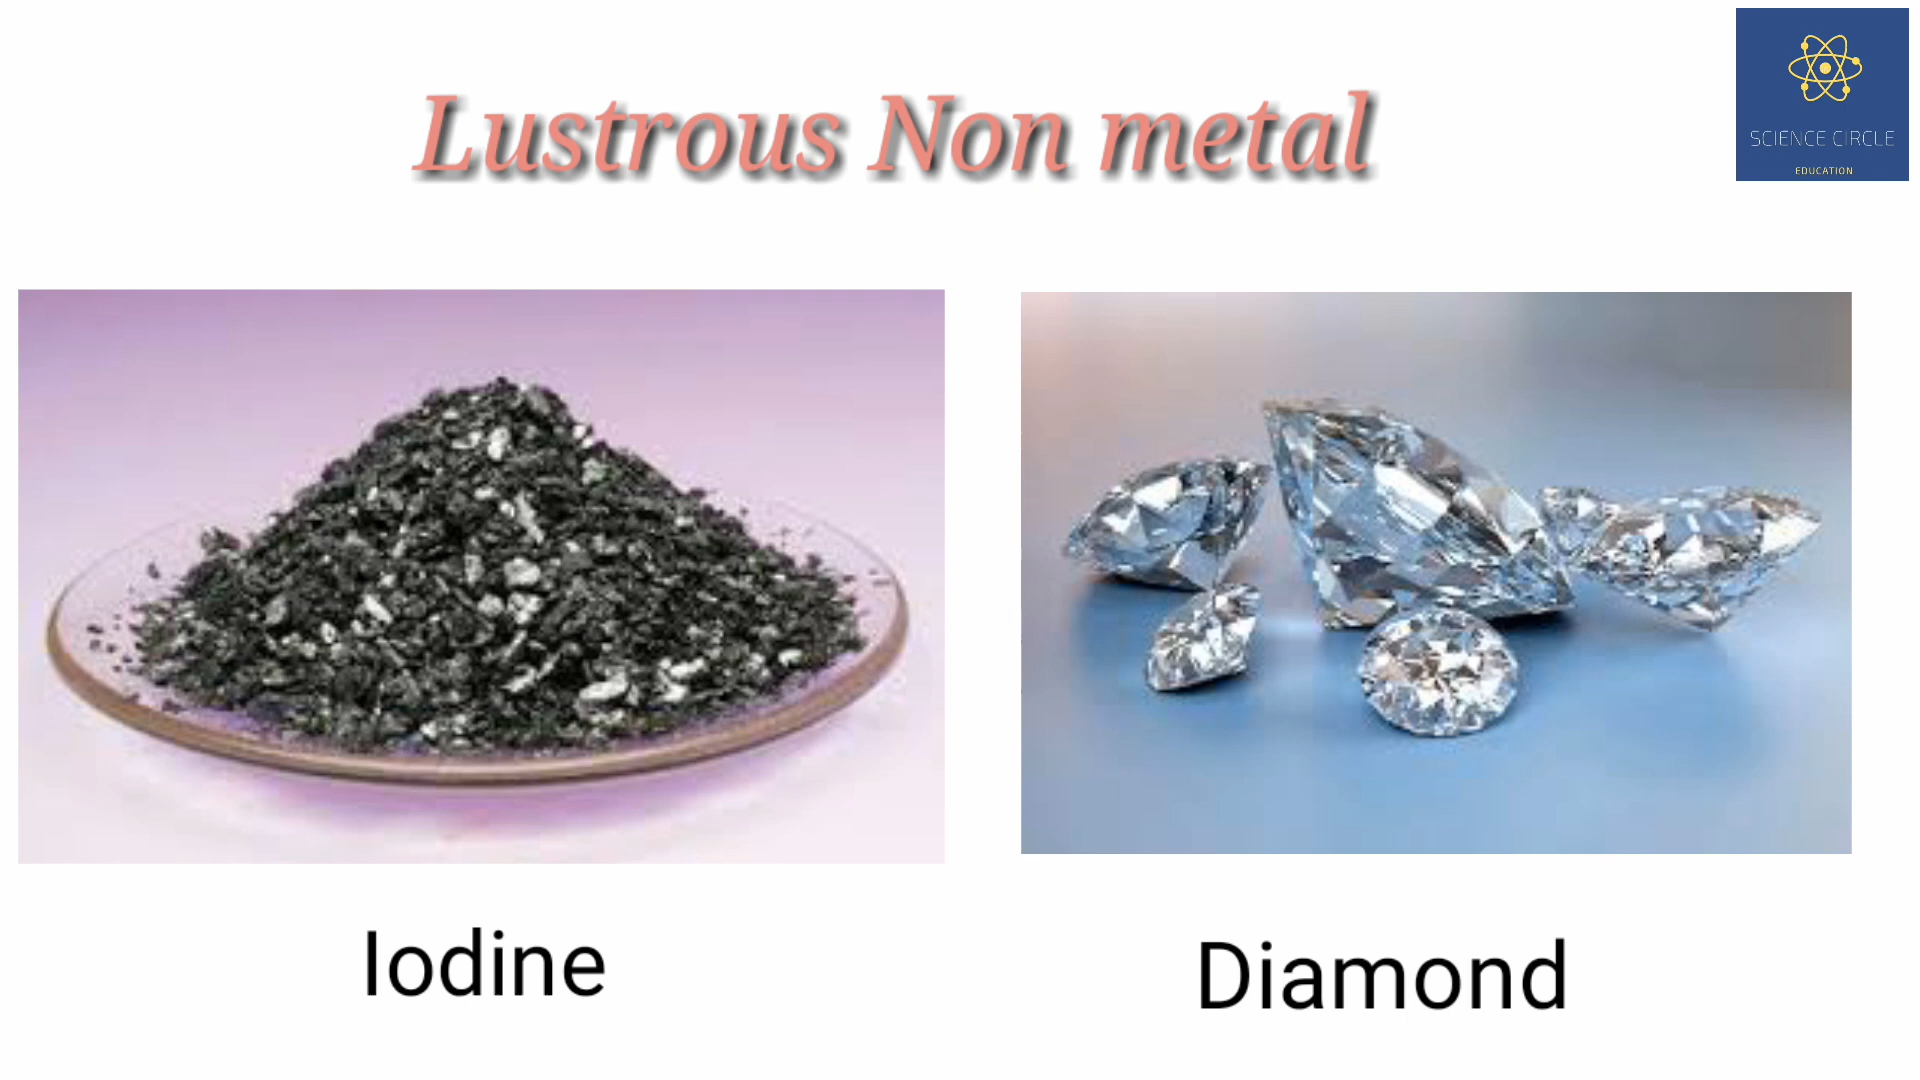 Lustrous Non metal
SCIENCE CIRCLE
EDUCATION
Iodine
Diamond